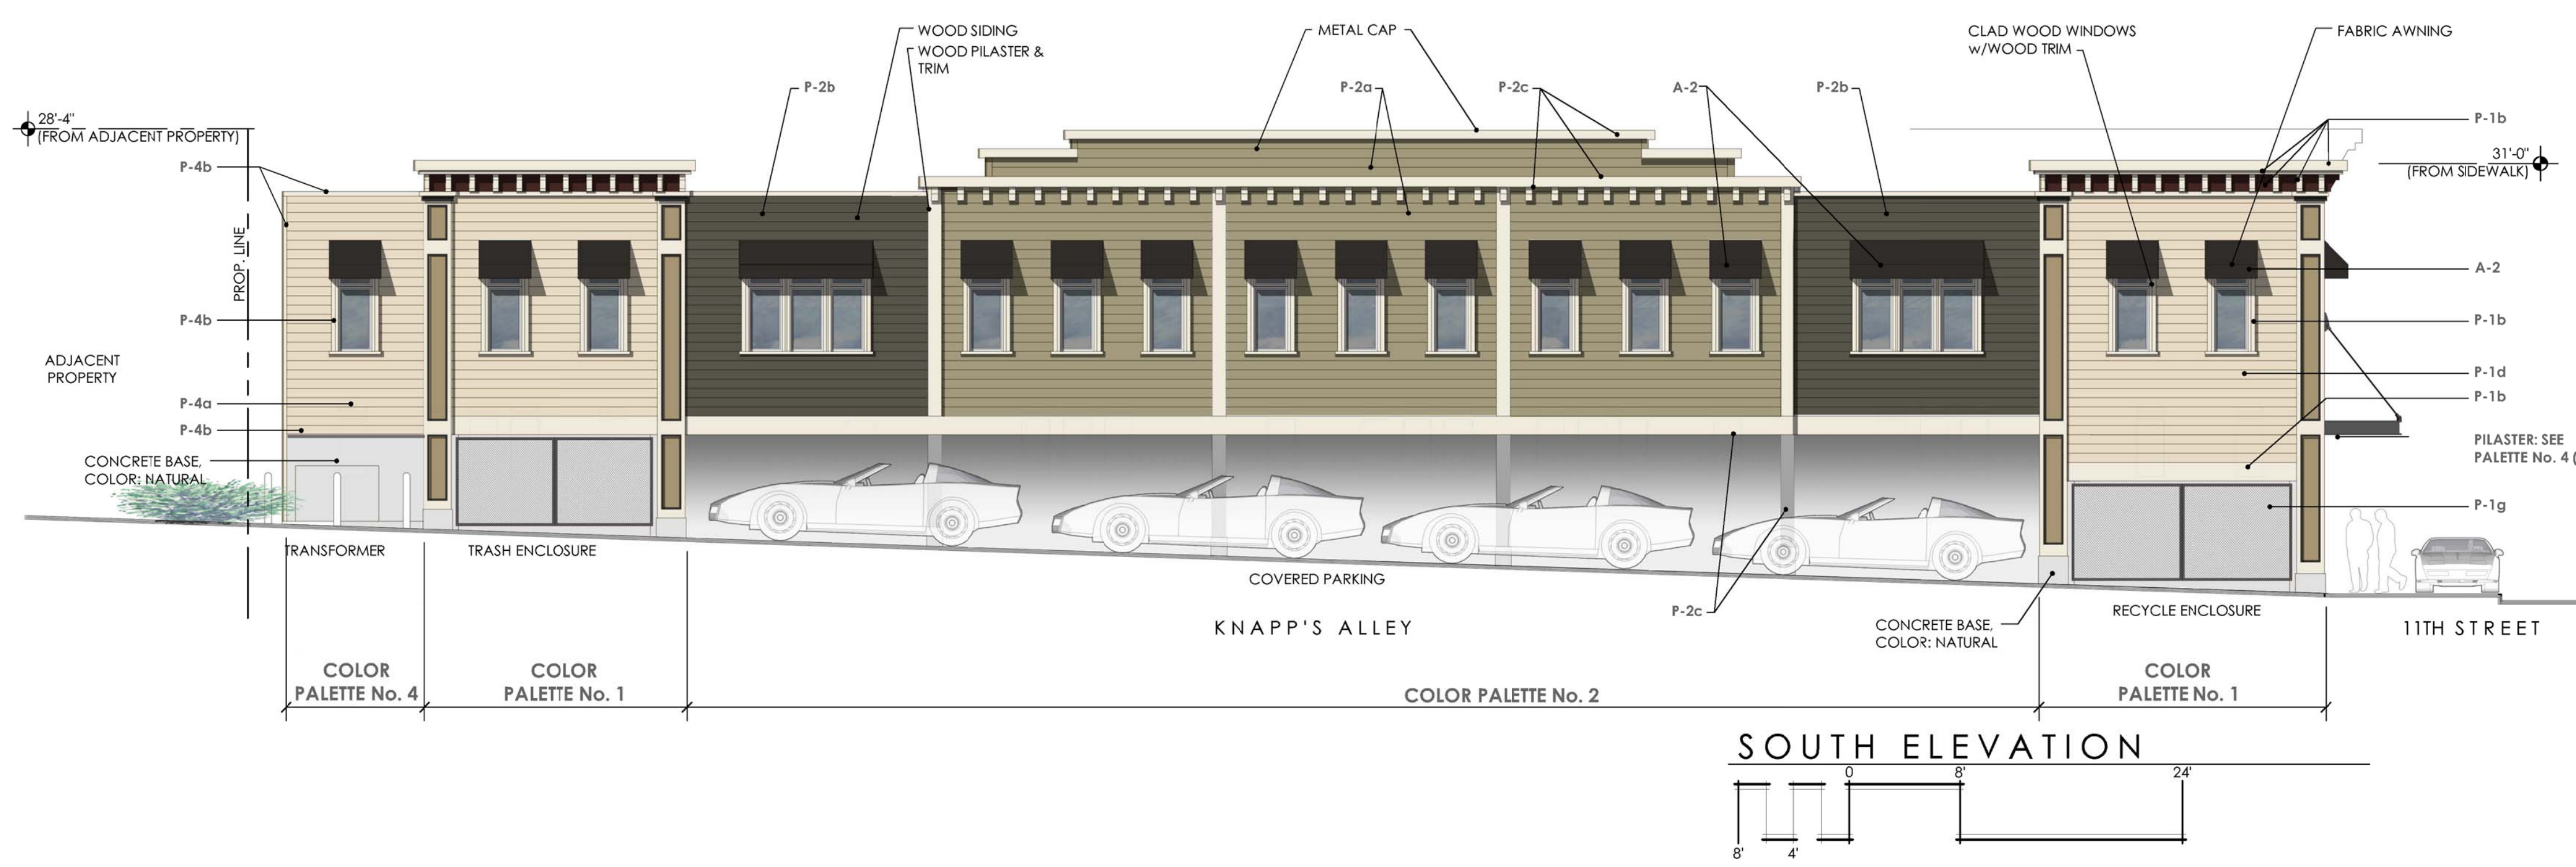 WOOD SIDING
WOOD PILASTER &
TRIM
METAL CAP
CLAD WOOD WINDOWS
w/WOOD TRIM
FABRIC AWNING
P-2b
P-2a
P-2c
A-2
P-2b
28'-4"
(FROM ADJACENT PROPERTY)
P-1b
31'-0"
(FROM SIDEWALK)
P-4b
PROP. LINE
A-2
P-4b
P-1b
ADJACENT
PROPERTY
P-1d
P-4a
P-1b
P-4b
PILASTER: SEE
PALETTE No. 4 (
CONCRETE BASE,
COLOR: NATURAL
P-1g
TRANSFORMER
TRASH ENCLOSURE
COVERED PARKING
P-2c
RECYCLE ENCLOSURE
KNAPP'S ALLEY
CONCRETE BASE,
COLOR: NATURAL
11TH STREET
COLOR
PALETTE No. 4
COLOR
PALETTE No. 1
COLOR PALETTE No. 2
COLOR
PALETTE No. 1
SOUTH ELEVATION
0 8' 24'
8' 4'